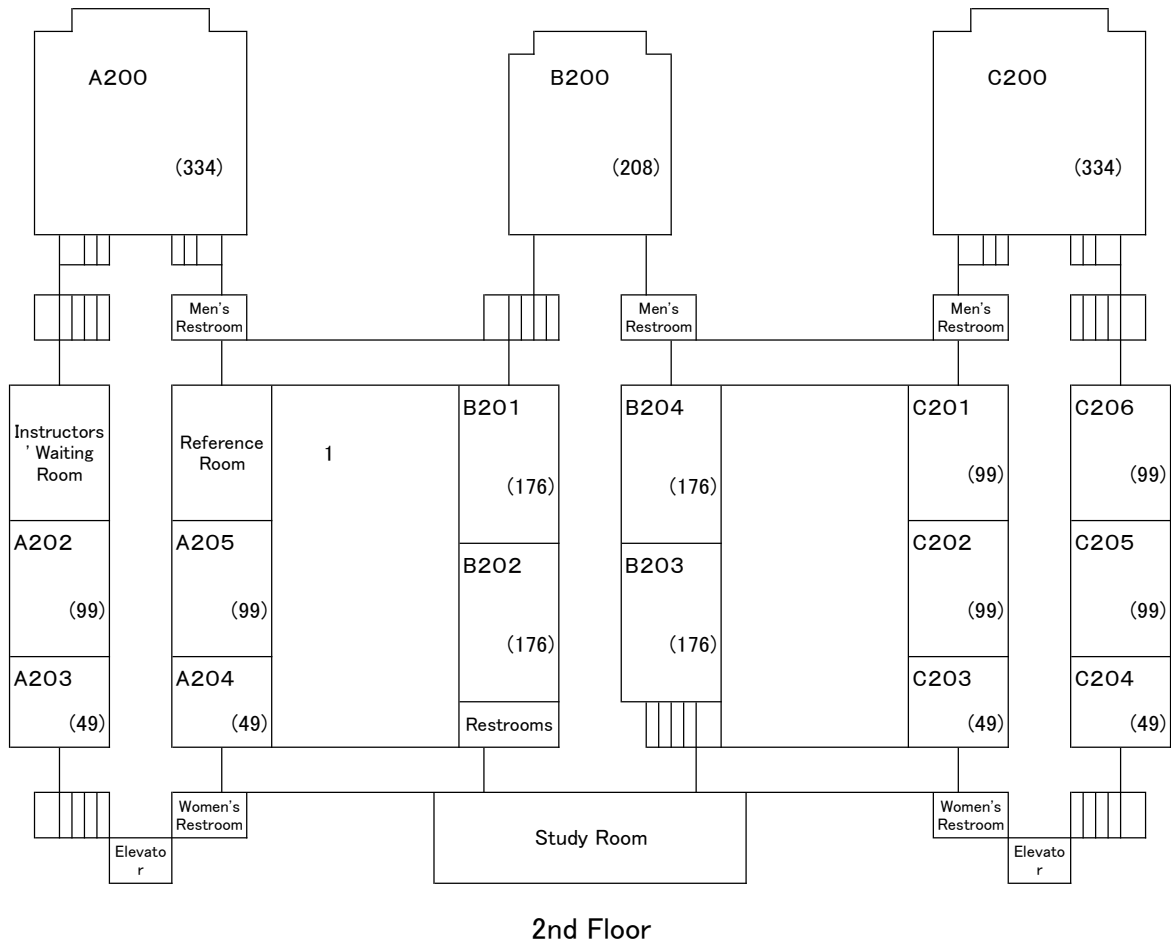 A200
B200
C200
(334)
(208)
(334)
Men's
Restroom
Men's
Restroom
Men's
Restroom
Instructors
' Waiting
Room
Reference
Room
1
B201
(176)
B204
(176)
C201
(99)
C206
(99)
A202
(99)
A205
(99)
B202
(176)
B203
(176)
C202
(99)
C205
(99)
A203
(49)
A204
(49)
Restrooms
C203
(49)
C204
(49)
Women's
Restroom
Study Room
Women's
Restroom
Elevato
r
Elevato
r
2nd Floor